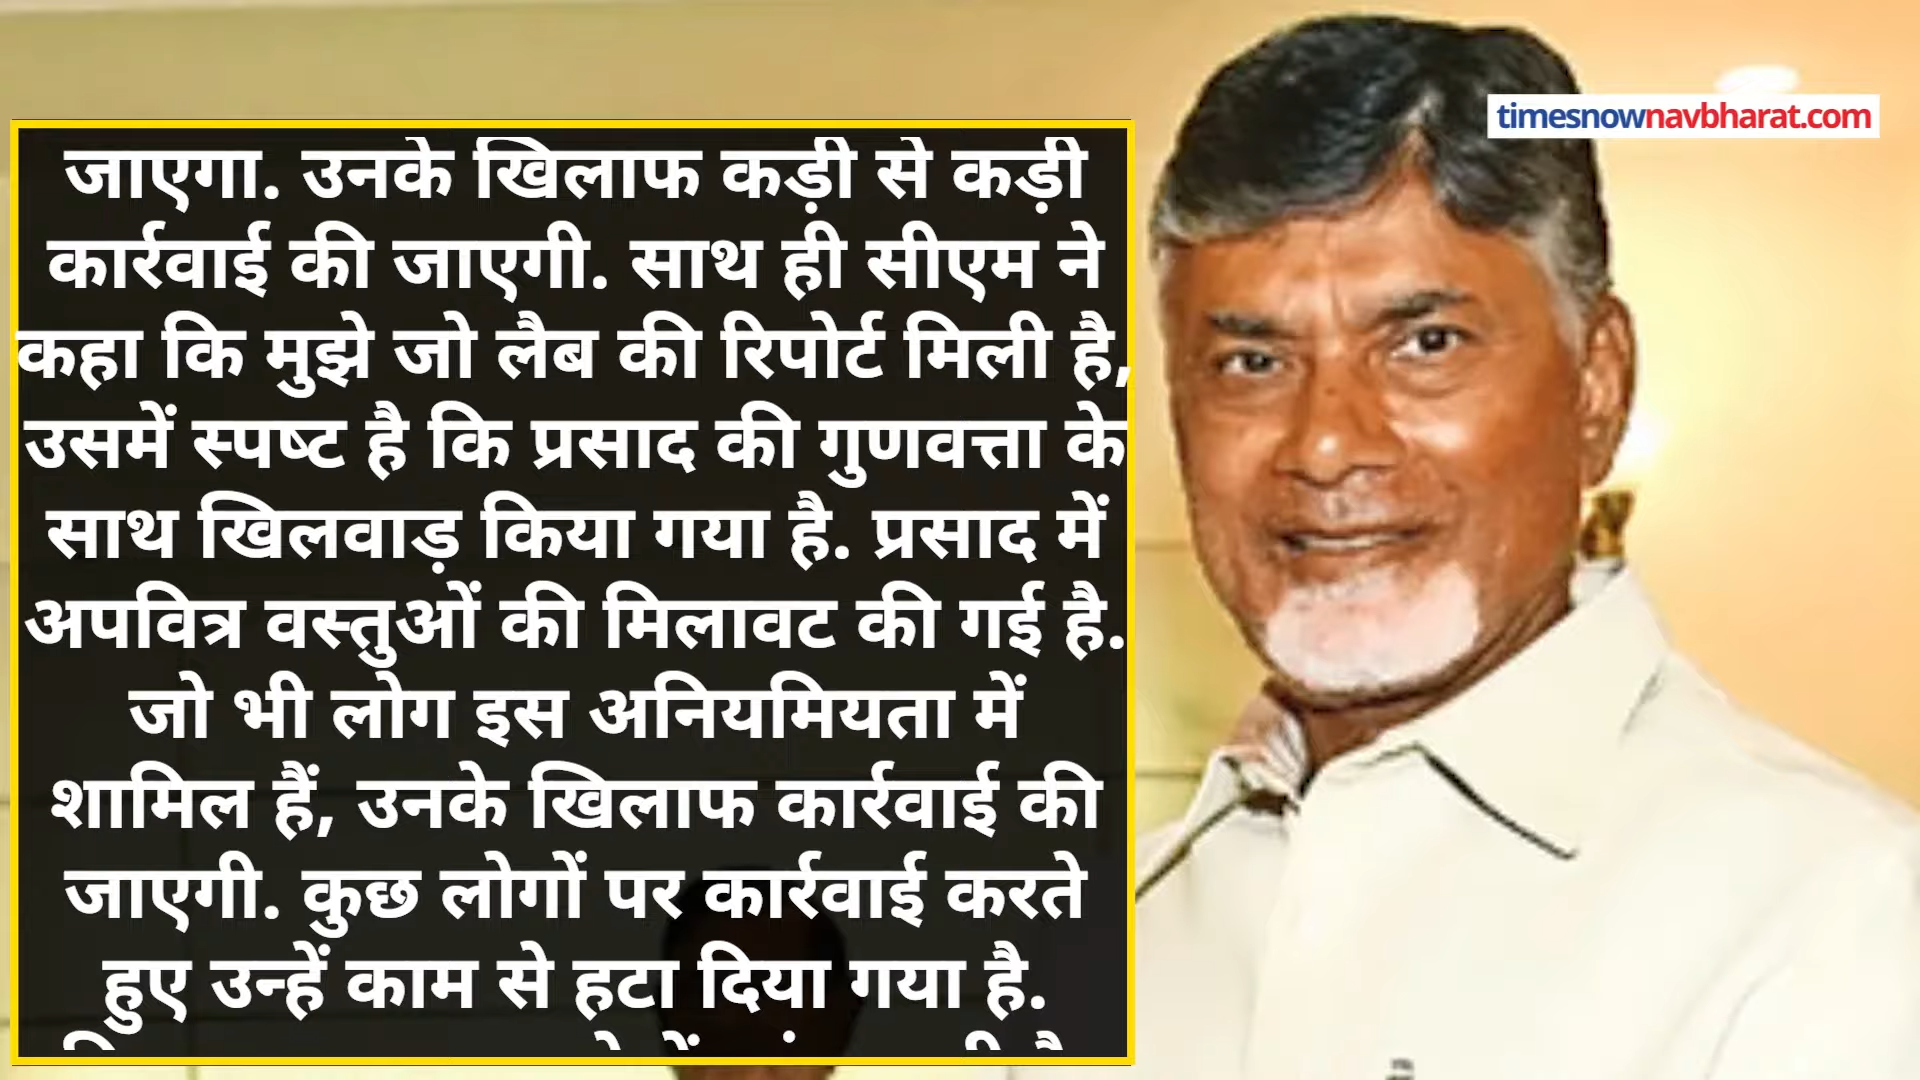 timesnownavbharat.com
जाएगा. उनके खिलाफ कड़ी से कड़ी
कार्रवाई की जाएगी. साथ ही सीएम ने
कहा कि मुझे जो लैब की रिपोर्ट मिली है,
उसमें स्पष्ट है कि प्रसाद की गुणवत्ता के
साथ खिलवाड़ किया गया है. प्रसाद में
अपवित्र वस्तुओं की मिलावट की गई है.
जो भी लोग इस अनियमियता में
शामिल हैं, उनके खिलाफ कार्रवाई की
जाएगी. कुछ लोगों पर कार्रवाई करते
हुए उन्हें काम से हटा दिया गया है.